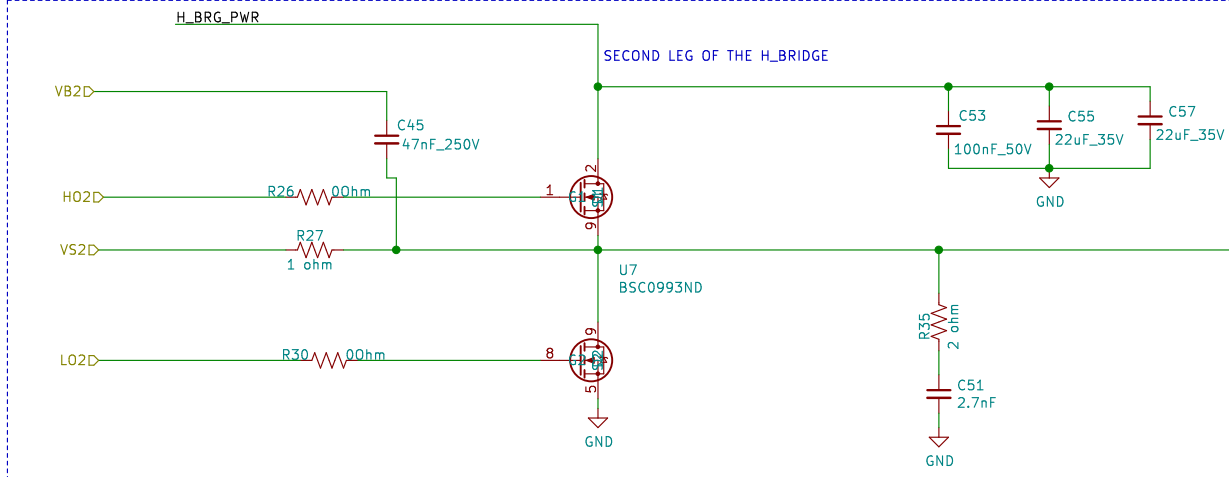 H_BRG_PWR
SECOND LEG OF THE H_BRIDGE
VB2
C45
47nF_250V
C53
100nF_50V
C55
22uF_35V
C57
22uF_35V
GND
2
HO2
R26
0Ohm
1
9
VS2
R27
1 ohm
U7
BSC0993ND
R35
2 ohm
9
LO2
R30
0Ohm
8
5
C51
2.7nF
GND
GND